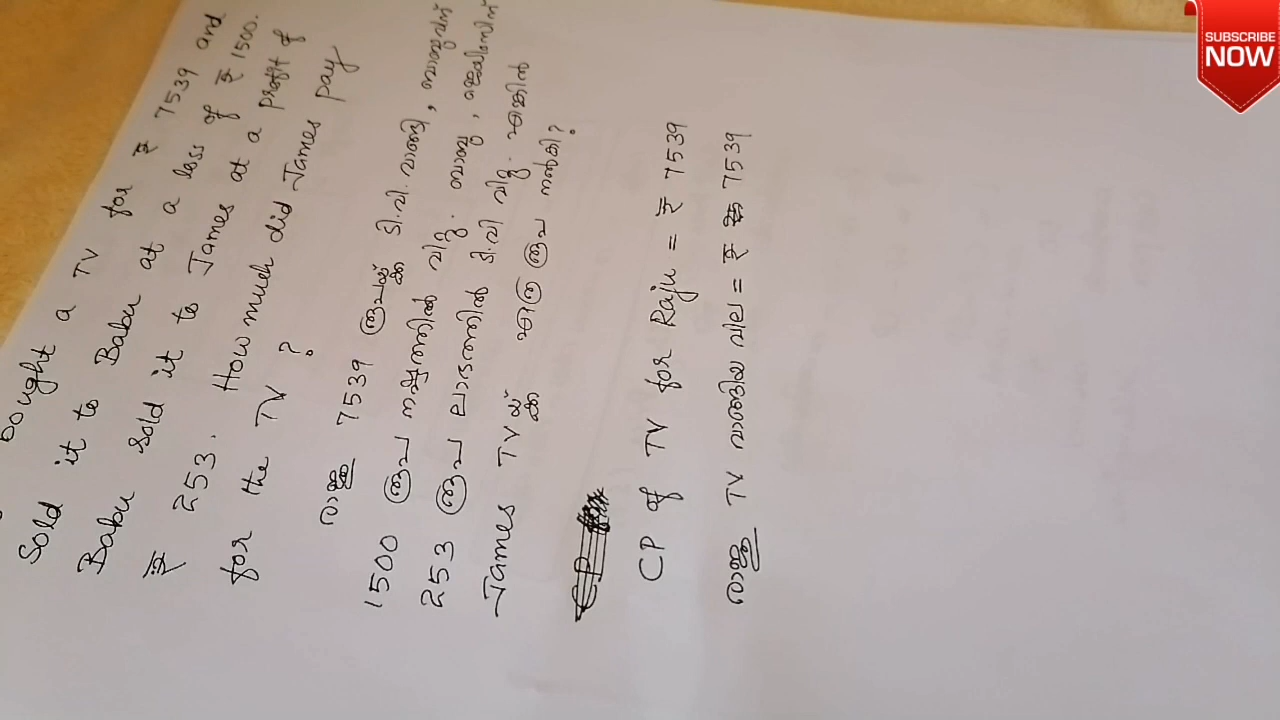 bought a TV for ₹ 7539 and
Sold it to Babu at a loss of ₹ 1500.
Babu sold it to James at a profit of
₹ 253. How much did James pay
for the TV ?
രാജു 7539 രൂപയ്ക്ക് ടി.വി. വാങ്ങി, ബാബുവിന്
1500 രൂപ നഷ്ടത്തിൽ വിറ്റു. ബാബു, ജെയിംസിന്
253 രൂപ ലാഭത്തിൽ ടി.വി വിറ്റു. എങ്കിൽ
James TV യ്ക്ക് എത്ര രൂപ നൽകി?
CP of TV for Raju = ₹ 7539
രാജു TV വാങ്ങിയ വില = ₹ 7539
SUBSCRIBE
NOW